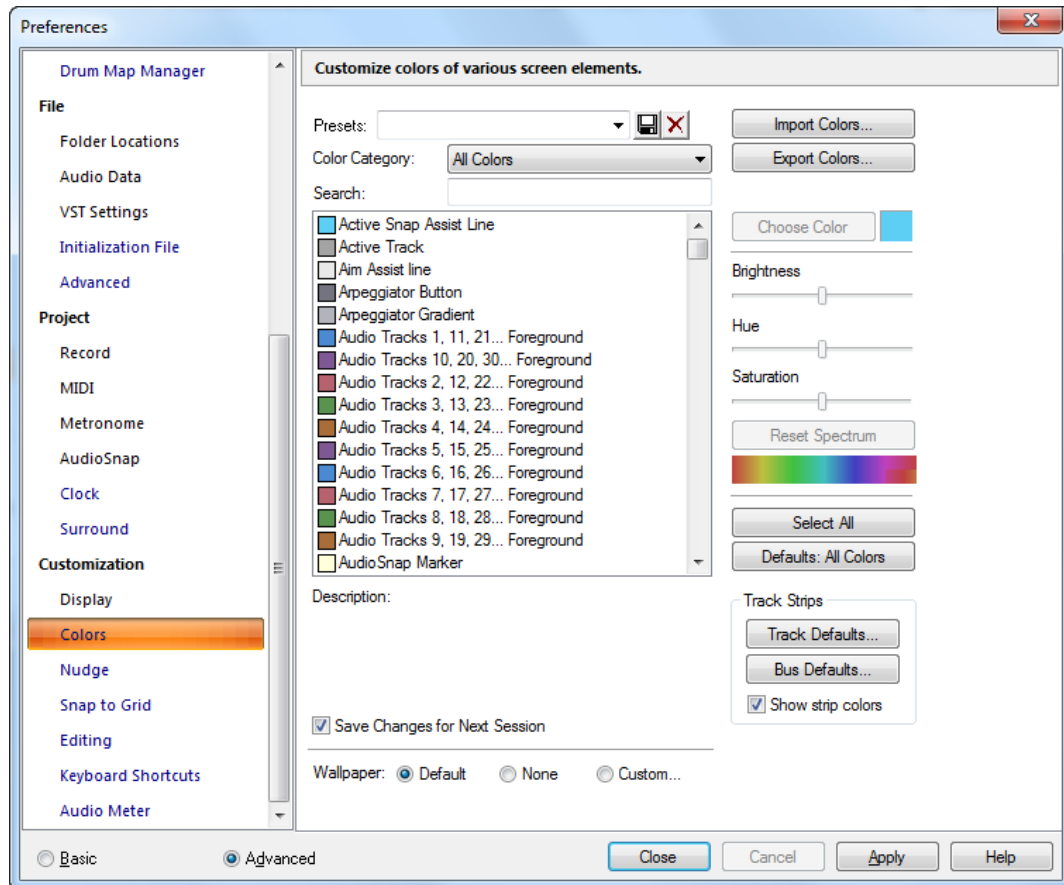 Preferences
Drum Map Manager
File
Folder Locations
Audio Data
VST Settings
Initialization File
Advanced
Project
Record
MIDI
Metronome
AudioSnap
Clock
Surround
Customization
Display
Colors
Nudge
Snap to Grid
Editing
Keyboard Shortcuts
Audio Meter
Basic
Advanced
Customize colors of various screen elements.
Presets:
Color Category: All Colors
Search:
Active Snap Assist Line
Active Track
Aim Assist line
Arpeggiator Button
Arpeggiator Gradient
Audio Tracks 1, 11, 21... Foreground
Audio Tracks 10, 20, 30... Foreground
Audio Tracks 2, 12, 22... Foreground
Audio Tracks 3, 13, 23... Foreground
Audio Tracks 4, 14, 24... Foreground
Audio Tracks 5, 15, 25... Foreground
Audio Tracks 6, 16, 26... Foreground
Audio Tracks 7, 17, 27... Foreground
Audio Tracks 8, 18, 28... Foreground
Audio Tracks 9, 19, 29... Foreground
AudioSnap Marker
Description:
Save Changes for Next Session
Wallpaper: Default None Custom...
Import Colors...
Export Colors...
Choose Color
Brightness
Hue
Saturation
Reset Spectrum
Select All
Defaults: All Colors
Track Strips
Track Defaults...
Bus Defaults...
Show strip colors
Close Cancel Apply Help